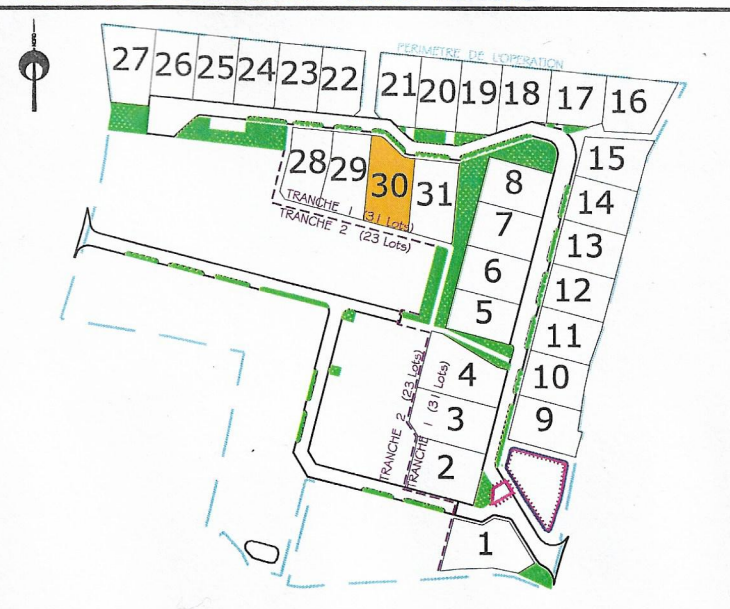 PERIMETRE DE L'OPERATION
27 26 25 24 23 22 21 20 19 18 17 16
28 29 30 31
15
8
14
7
13
6
12
5
11
4
10
3
9
2
1
TRANCHE 1 (31 Lots)
TRANCHE 2 (23 Lots)
TRANCHE 2 (23 Lots)
TRANCHE 1 (31 Lots)